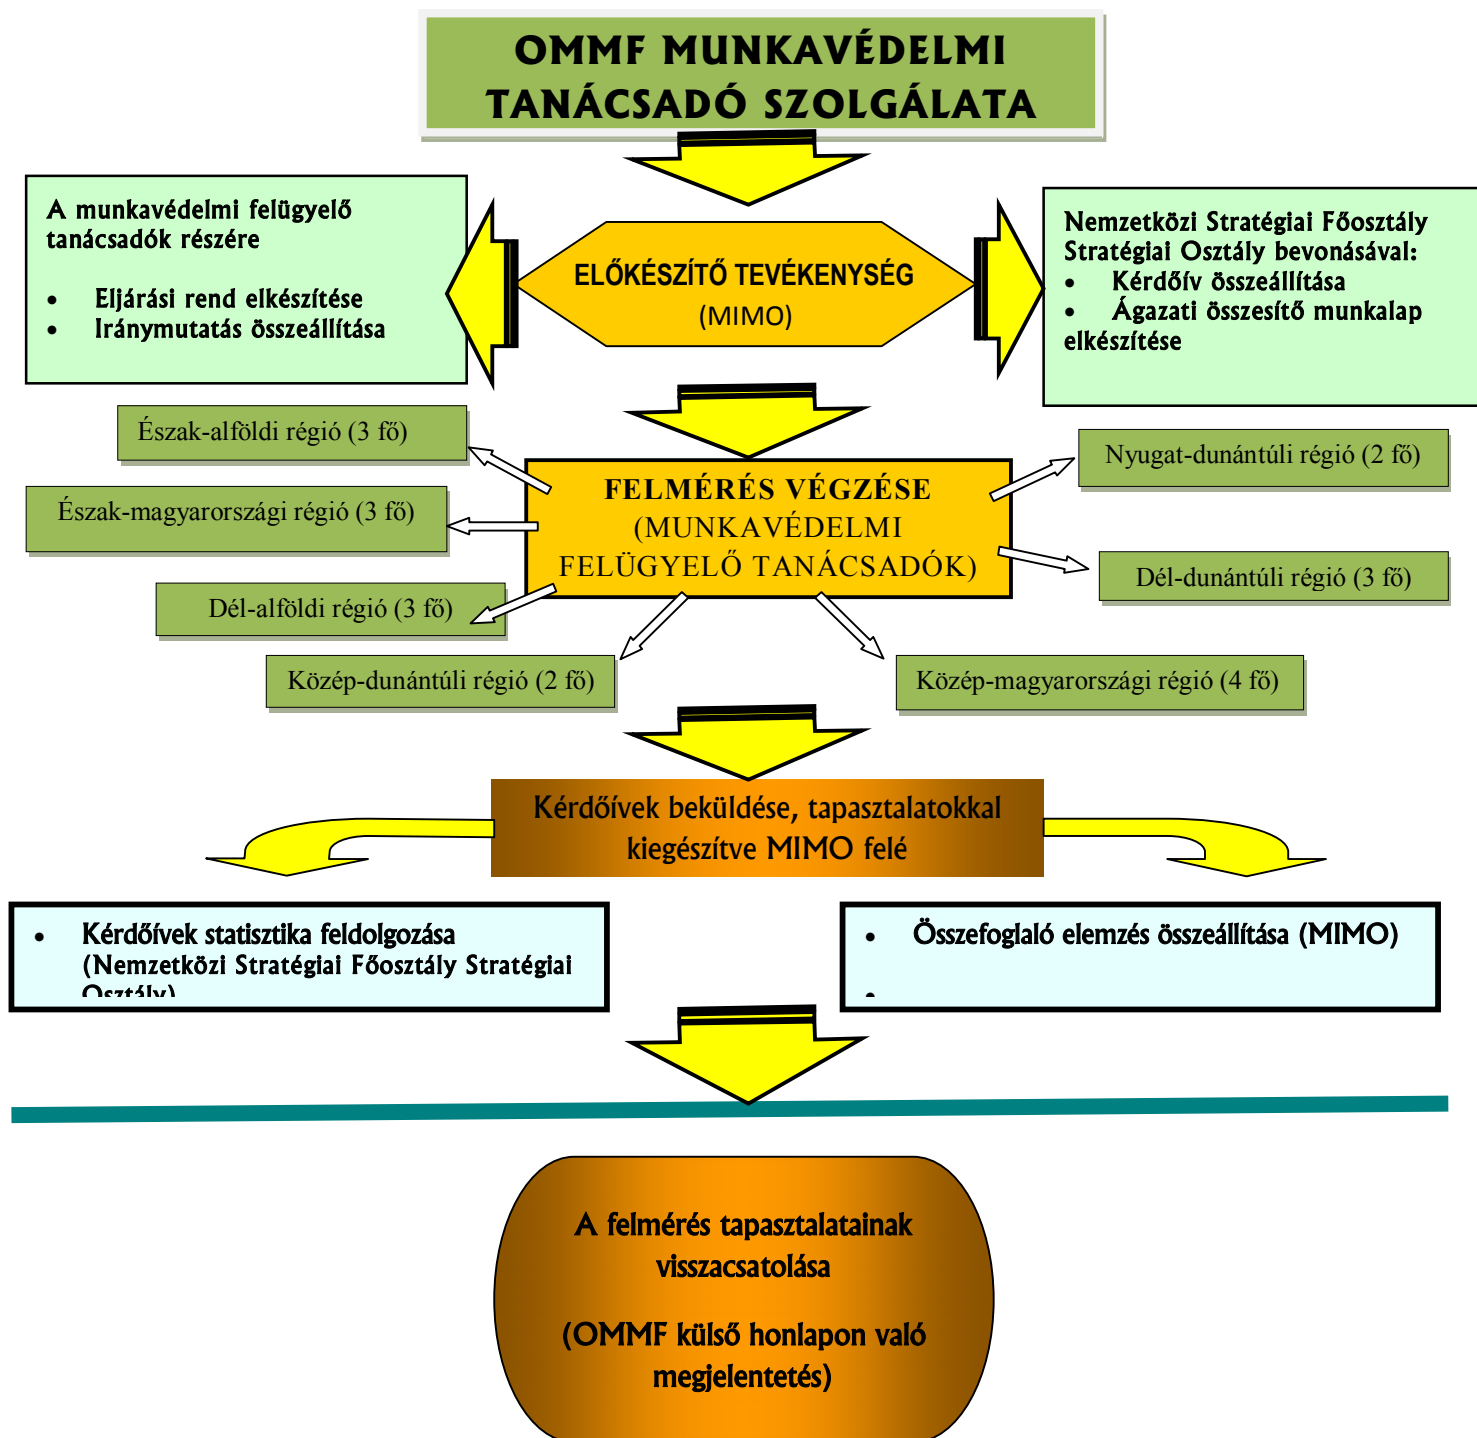 OMMF MUNKAVÉDELMI
TANÁCSADÓ SZOLGÁLATA
A munkavédelmi felügyelő
tanácsadók részére
• Eljárási rend elkészítése
• Iránymutatás összeállítása
ELŐKÉSZÍTŐ TEVÉKENYSÉG
(MIMO)
Nemzetközi Stratégiai Főosztály
Stratégiai Osztály bevonásával:
• Kérdőív összeállítása
• Ágazati összesítő munkalap
elkészítése
Észak-alföldi régió (3 fő)
Észak-magyarországi régió (3 fő)
Dél-alföldi régió (3 fő)
Közép-dunántúli régió (2 fő)
FELMÉRÉS VÉGZÉSE
(MUNKAVÉDELMI
FELÜGYELŐ TANÁCSADÓK)
Nyugat-dunántúli régió (2 fő)
Dél-dunántúli régió (3 fő)
Közép-magyarországi régió (4 fő)
Kérdőívek beküldése, tapasztalatokkal
kiegészítve MIMO felé
• Kérdőívek statisztika feldolgozása
(Nemzetközi Stratégiai Főosztály Stratégiai
Osztály)
• Összefoglaló elemzés összeállítása (MIMO)
•
A felmérés tapasztalatainak
visszacsatolása
(OMMF külső honlapon való
megjelentetés)